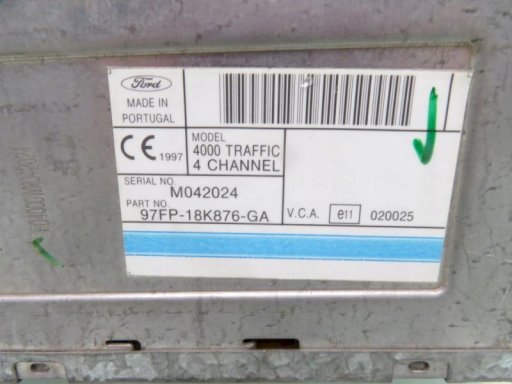 Ford
MADE IN
PORTUGAL
CE 1997
MODEL
4000 TRAFFIC
4 CHANNEL
SERIAL NO.
M042024
PART NO.
97FP-18K876-GA
V.C.A. e11 020025